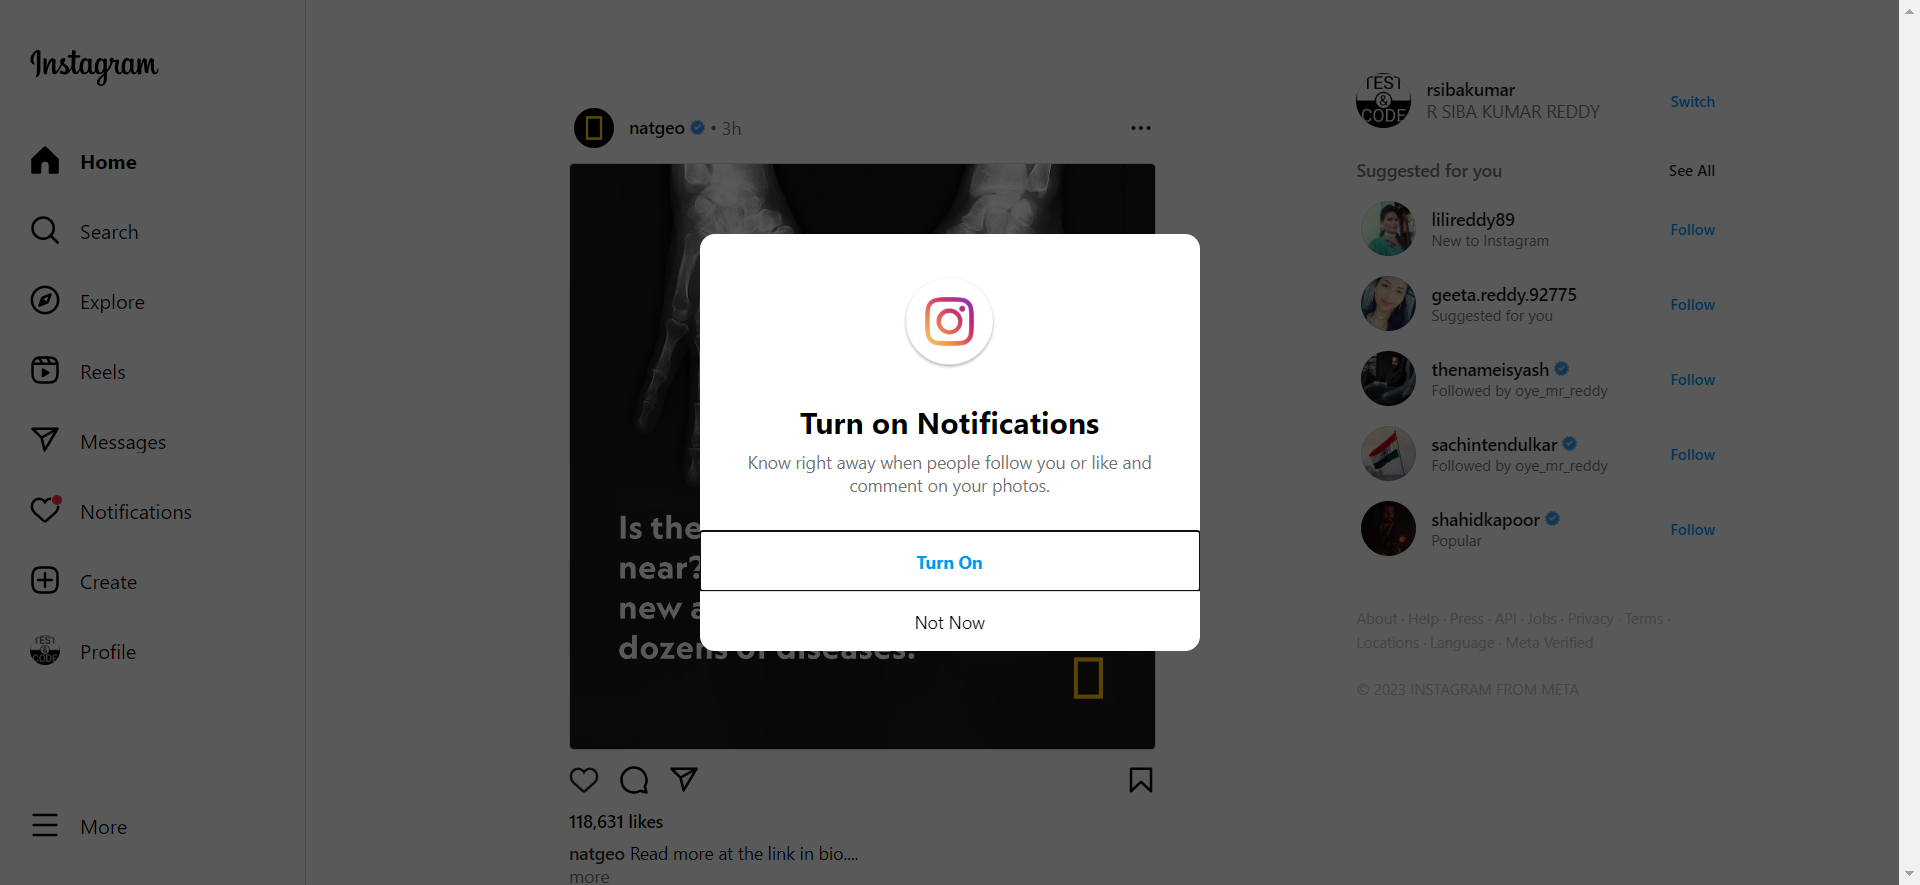 Instagram
Home
Search
Explore
Reels
Messages
Notifications
Create
Profile
More
natgeo • 3h
Is the
near?
new a
dozens of diseases.
118,631 likes
natgeo Read more at the link in bio....
more
Turn on Notifications
Know right away when people follow you or like and
comment on your photos.
Turn On
Not Now
TEST
&
CODE
rsibakumar
R SIBA KUMAR REDDY
Switch
Suggested for you
See All
lilireddy89
New to Instagram
Follow
geeta.reddy.92775
Suggested for you
Follow
thenameisyash
Followed by oye_mr_reddy
Follow
sachintendulkar
Followed by oye_mr_reddy
Follow
shahidkapoor
Popular
Follow
About · Help · Press · API · Jobs · Privacy · Terms ·
Locations · Language · Meta Verified
© 2023 INSTAGRAM FROM META